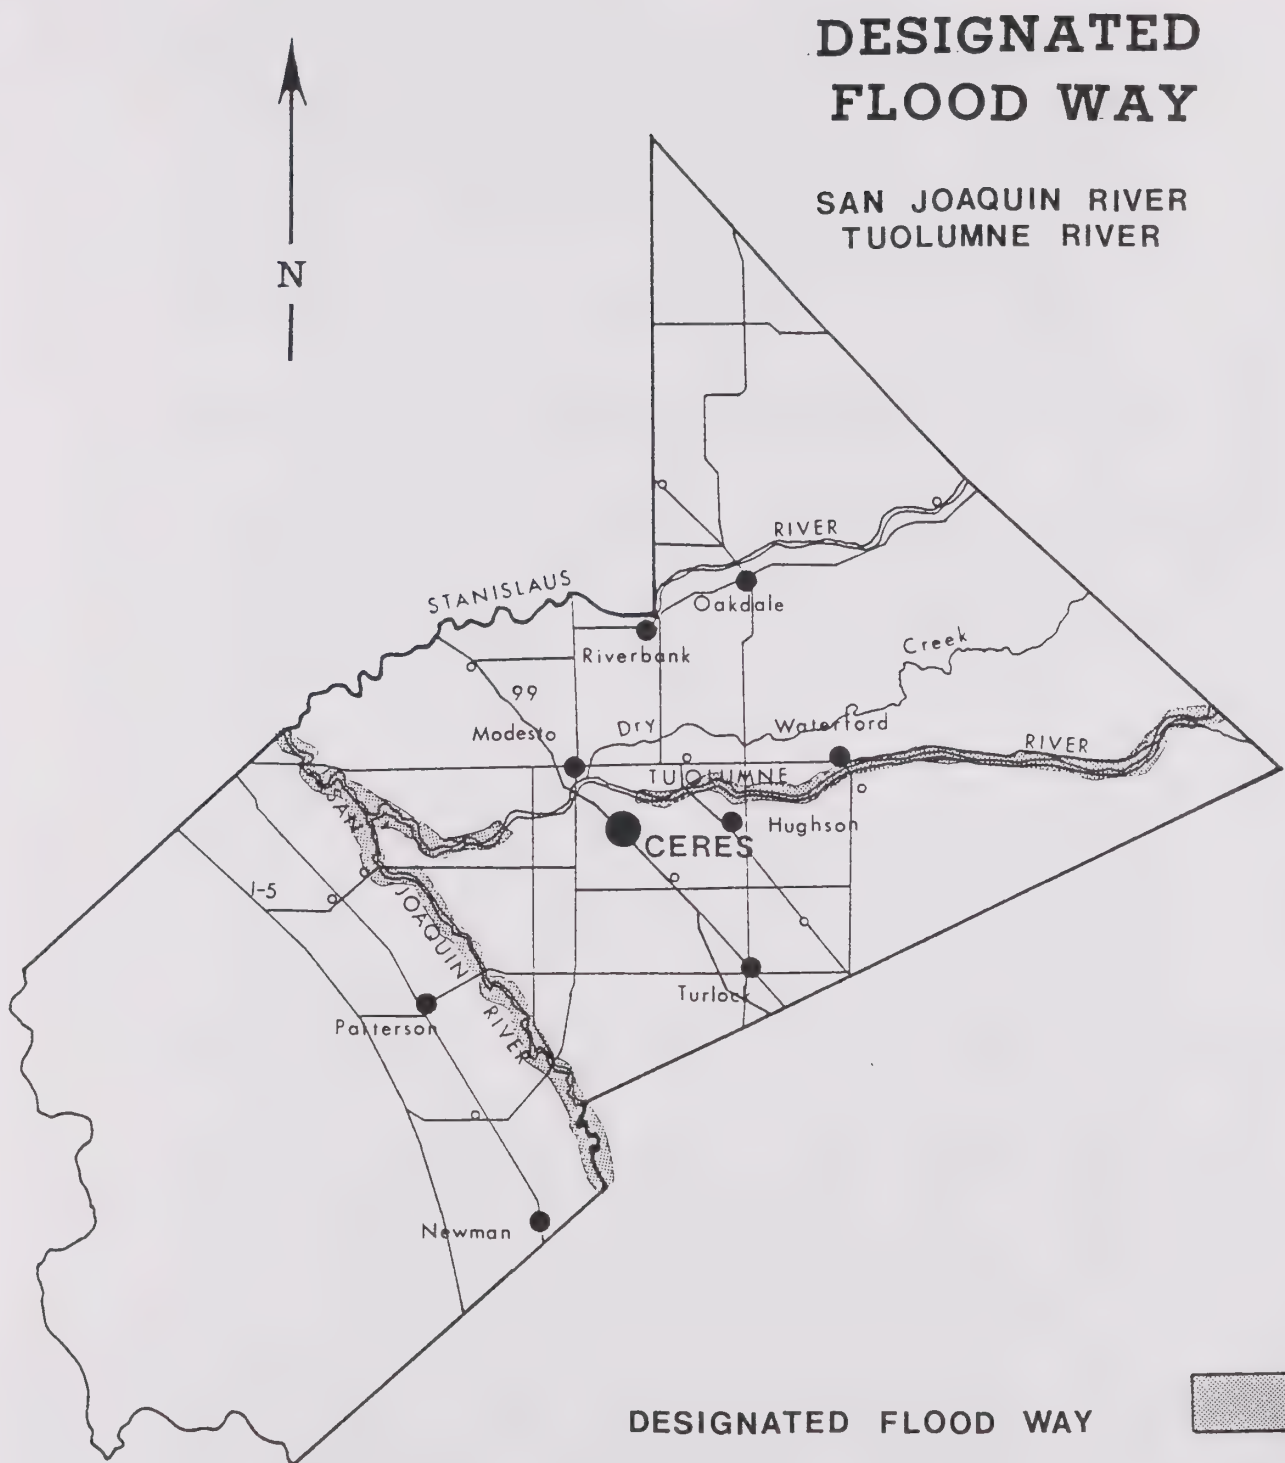 DESIGNATED
FLOOD WAY
SAN JOAQUIN RIVER
TUOLUMNE RIVER
N
RIVER
STANISLAUS
Oakdale
Creek
Riverbank
99
Dry
Waterford
Modesto
RIVER
TUOLUMNE
SAN
Hughson
CERES
I-5
JOAQUIN
Turlock
RIVER
Patterson
Newman
DESIGNATED FLOOD WAY